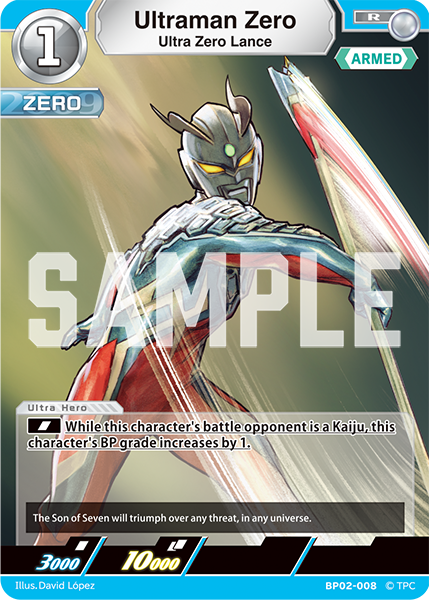 1
Ultraman Zero
Ultra Zero Lance
R
ARMED
ZERO
SAMPLE
Ultra Hero
While this character's battle opponent is a Kaiju, this
character's BP grade increases by 1.
The Son of Seven will triumph over any threat, in any universe.
3000 10000
Illus.David López BP02-008 © TPC